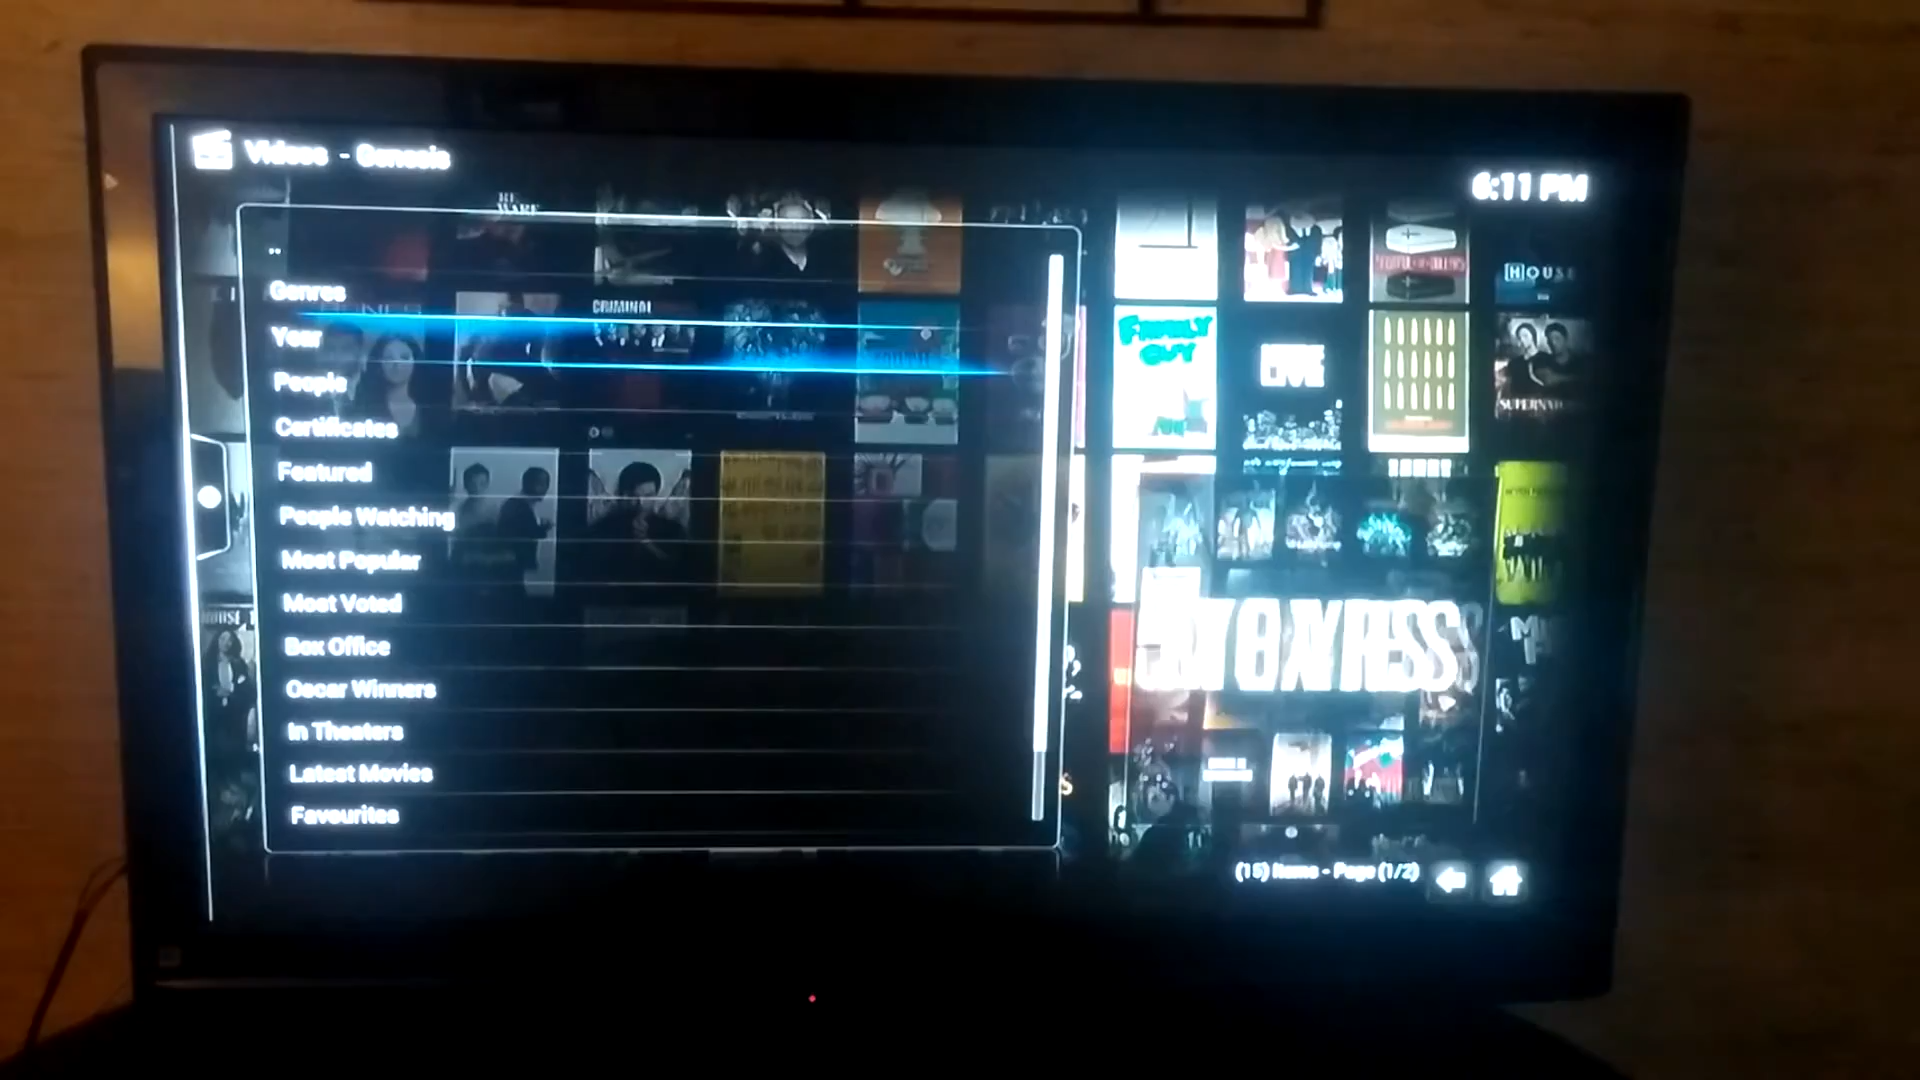 Videos - Genesis
6:11 PM
..
Genres
Year
People
Certificates
Featured
People Watching
Most Popular
Most Voted
Box Office
Oscar Winners
In Theaters
Latest Movies
Favourites
CRIMINAL
FAMILY
GUY
HOUSE
LIVE
(15) Items - Page (1/2)